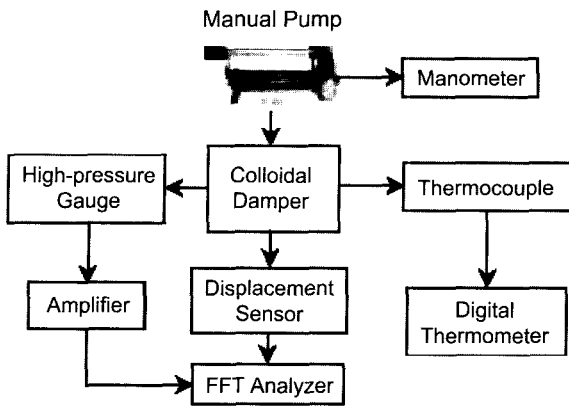 Manual Pump
Manometer
High-pressure
Gauge
Colloidal
Damper
Thermocouple
Amplifier
Displacement
Sensor
Digital
Thermometer
FFT Analyzer